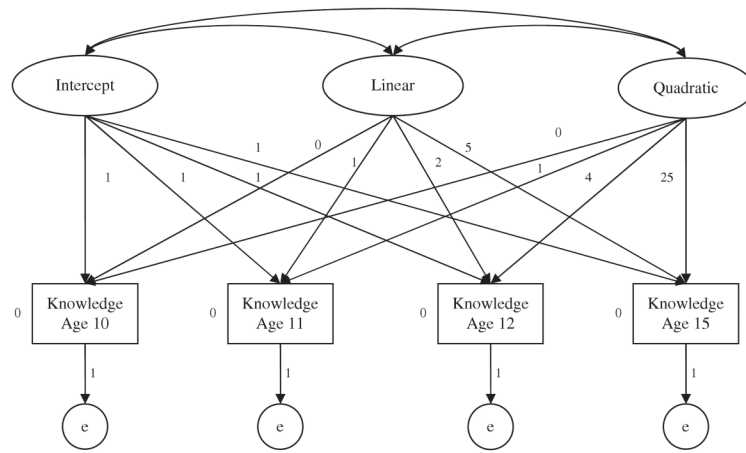 Intercept
Linear
Quadratic
1
0
0
1
1
1
1
2
5
1
4
25
0
Knowledge
Age 10
0
Knowledge
Age 11
0
Knowledge
Age 12
0
Knowledge
Age 15
1
1
1
1
e
e
e
e